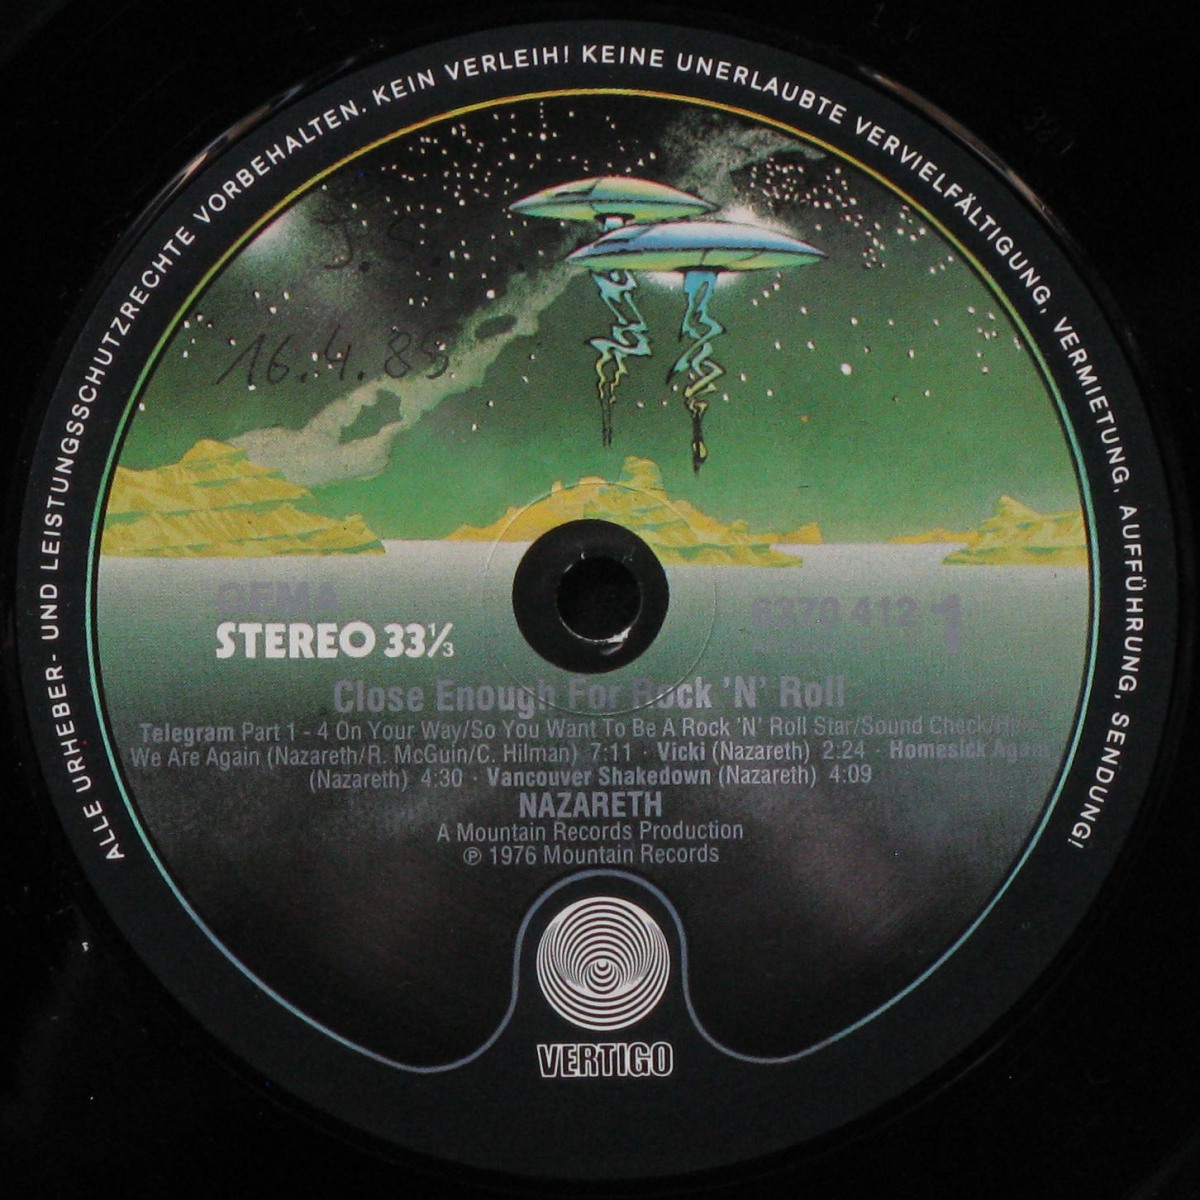 ALLE URHEBER- UND LEISTUNGSSCHUTZRECHTE VORBEHALTEN. KEIN VERLEIH! KEINE UNERLAUBTE VERVIELFÄLTIGUNG, VERMIETUNG, AUFFÜHRUNG, SENDUNG!
J.S.
16.4.85
GEMA
6370 412 1
STEREO 33⅓
Close Enough For Rock 'N' Roll
Telegram Part 1 - 4 On Your Way/So You Want To Be A Rock 'N' Roll Star/Sound Check/Here
We Are Again (Nazareth/R. McGuin/C. Hilman) 7:11 · Vicki (Nazareth) 2:24 · Homesick Again
(Nazareth) 4:30 · Vancouver Shakedown (Nazareth) 4:09
NAZARETH
A Mountain Records Production
℗ 1976 Mountain Records
VERTIGO